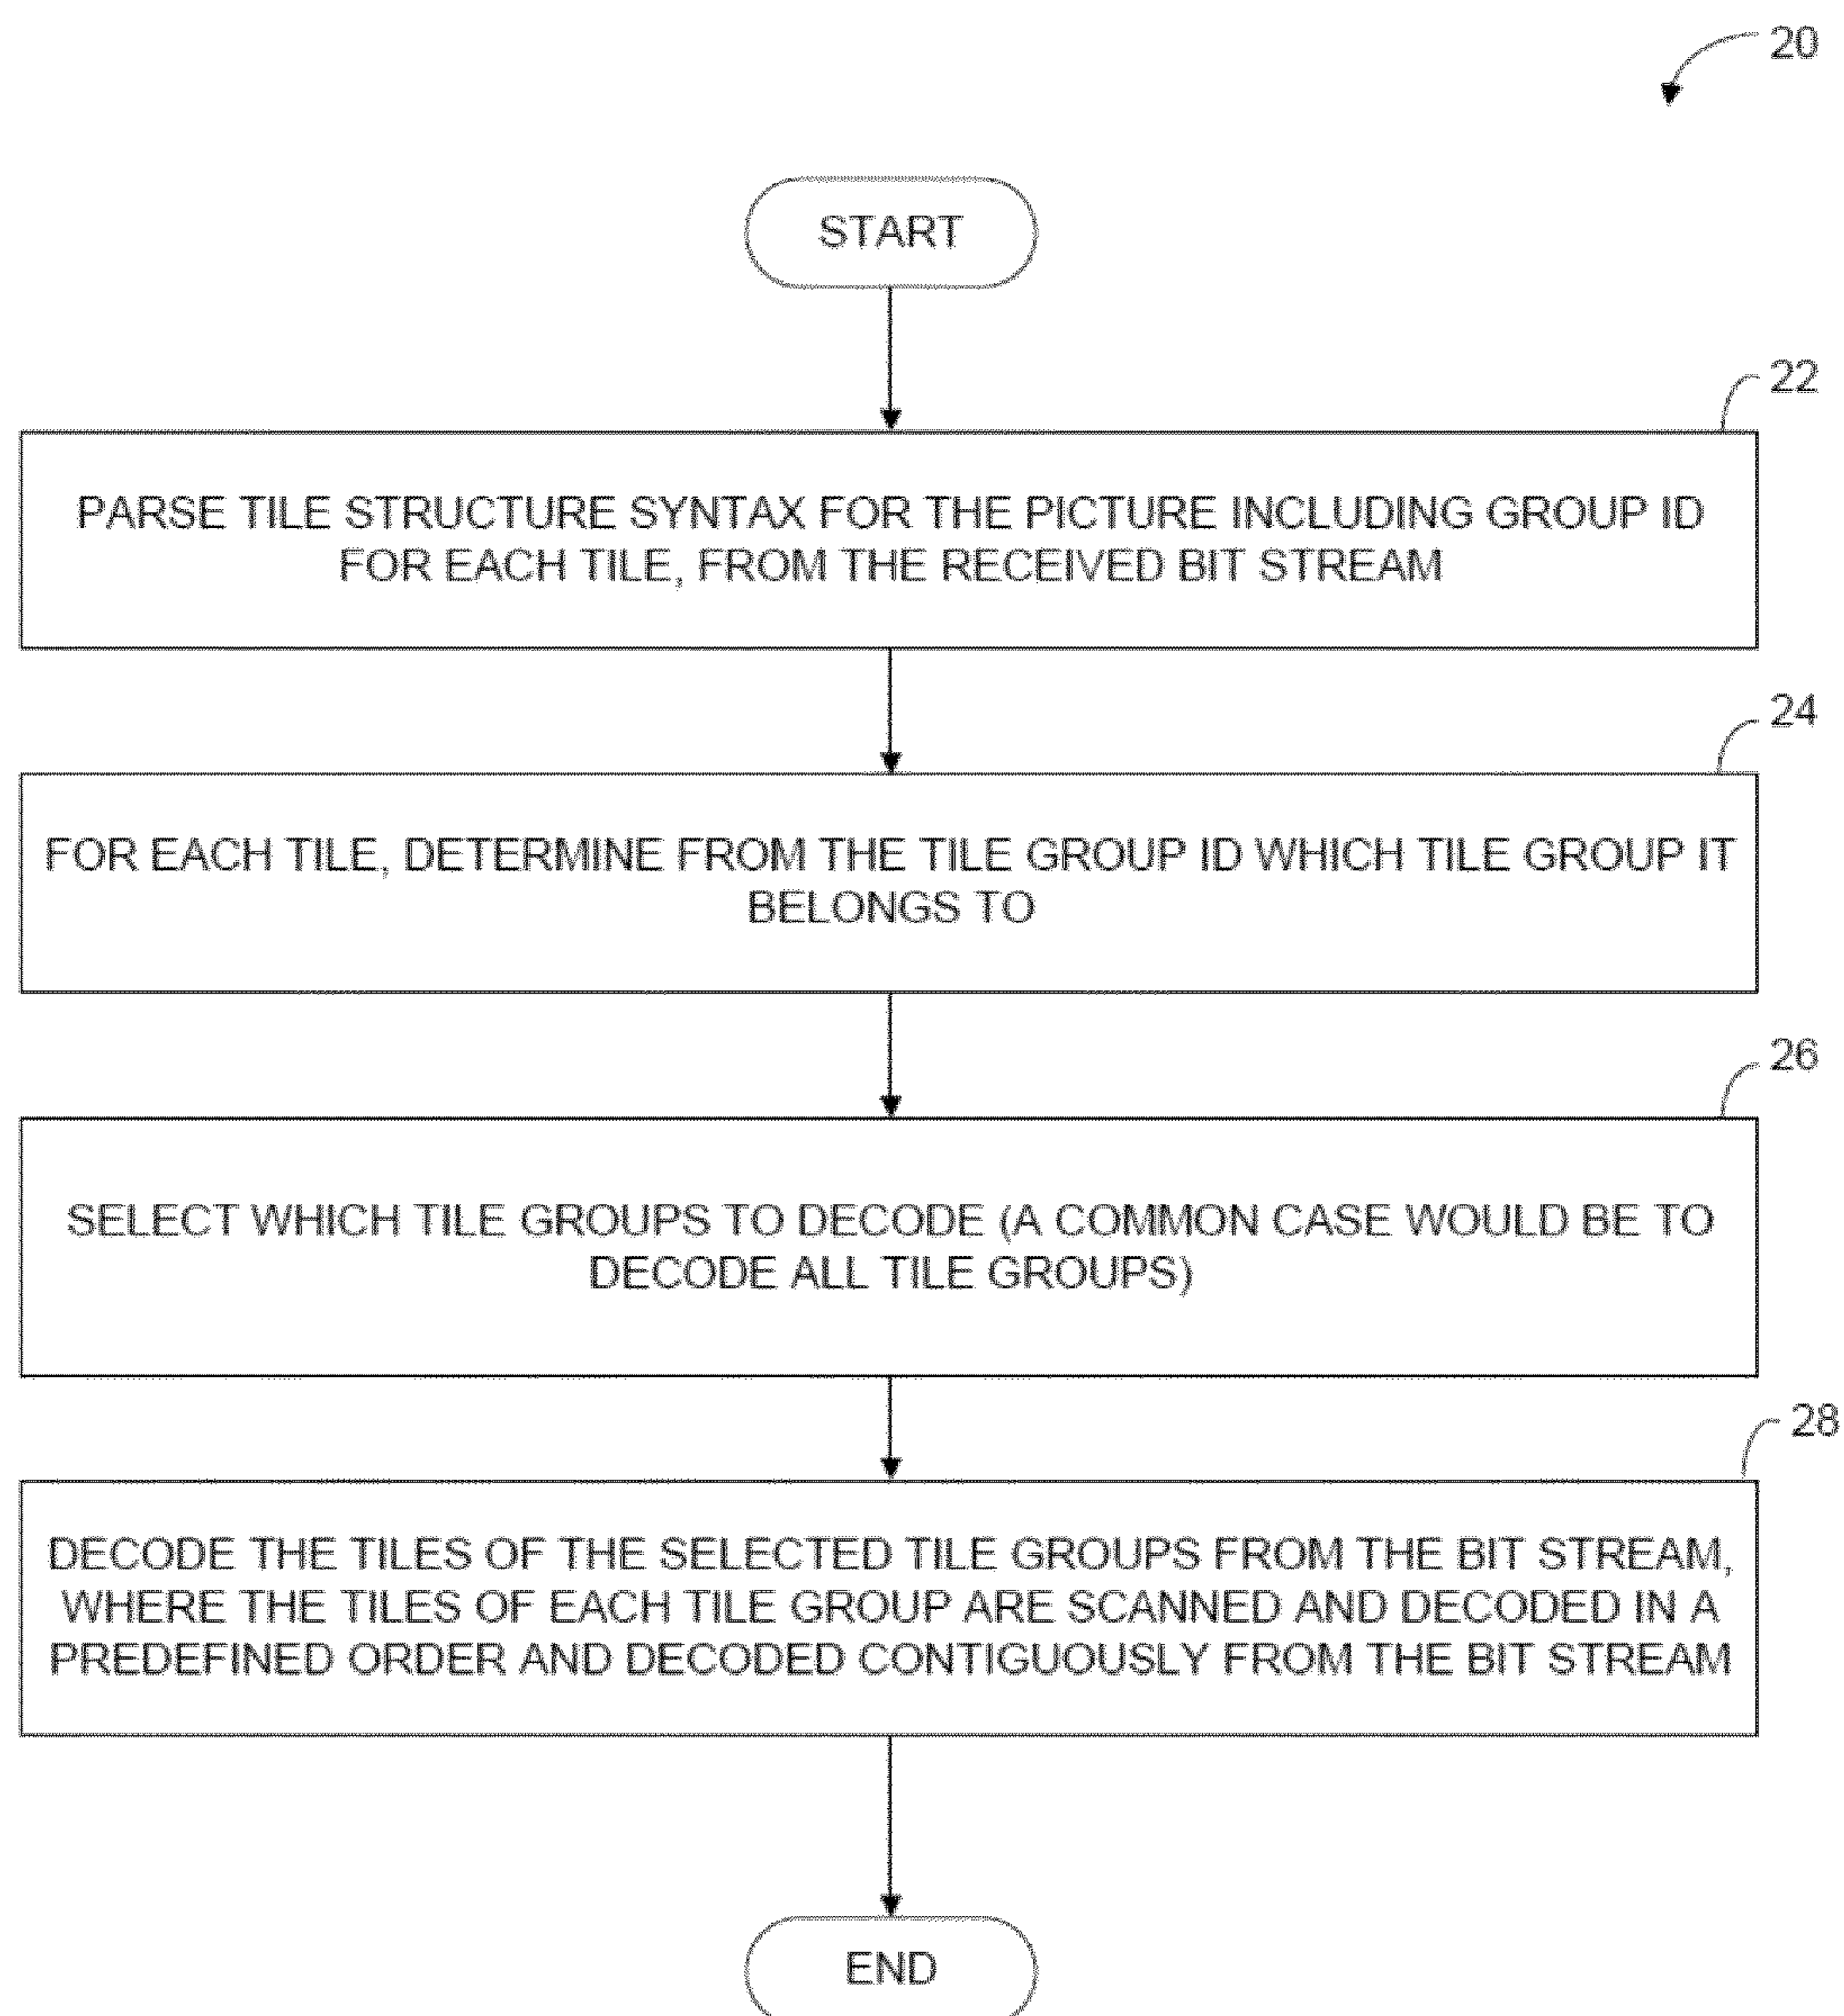 20
START
22
PARSE TILE STRUCTURE SYNTAX FOR THE PICTURE INCLUDING GROUP ID
FOR EACH TILE, FROM THE RECEIVED BIT STREAM
24
FOR EACH TILE, DETERMINE FROM THE TILE GROUP ID WHICH TILE GROUP IT
BELONGS TO
26
SELECT WHICH TILE GROUPS TO DECODE (A COMMON CASE WOULD BE TO
DECODE ALL TILE GROUPS)
28
DECODE THE TILES OF THE SELECTED TILE GROUPS FROM THE BIT STREAM,
WHERE THE TILES OF EACH TILE GROUP ARE SCANNED AND DECODED IN A
PREDEFINED ORDER AND DECODED CONTIGUOUSLY FROM THE BIT STREAM
END